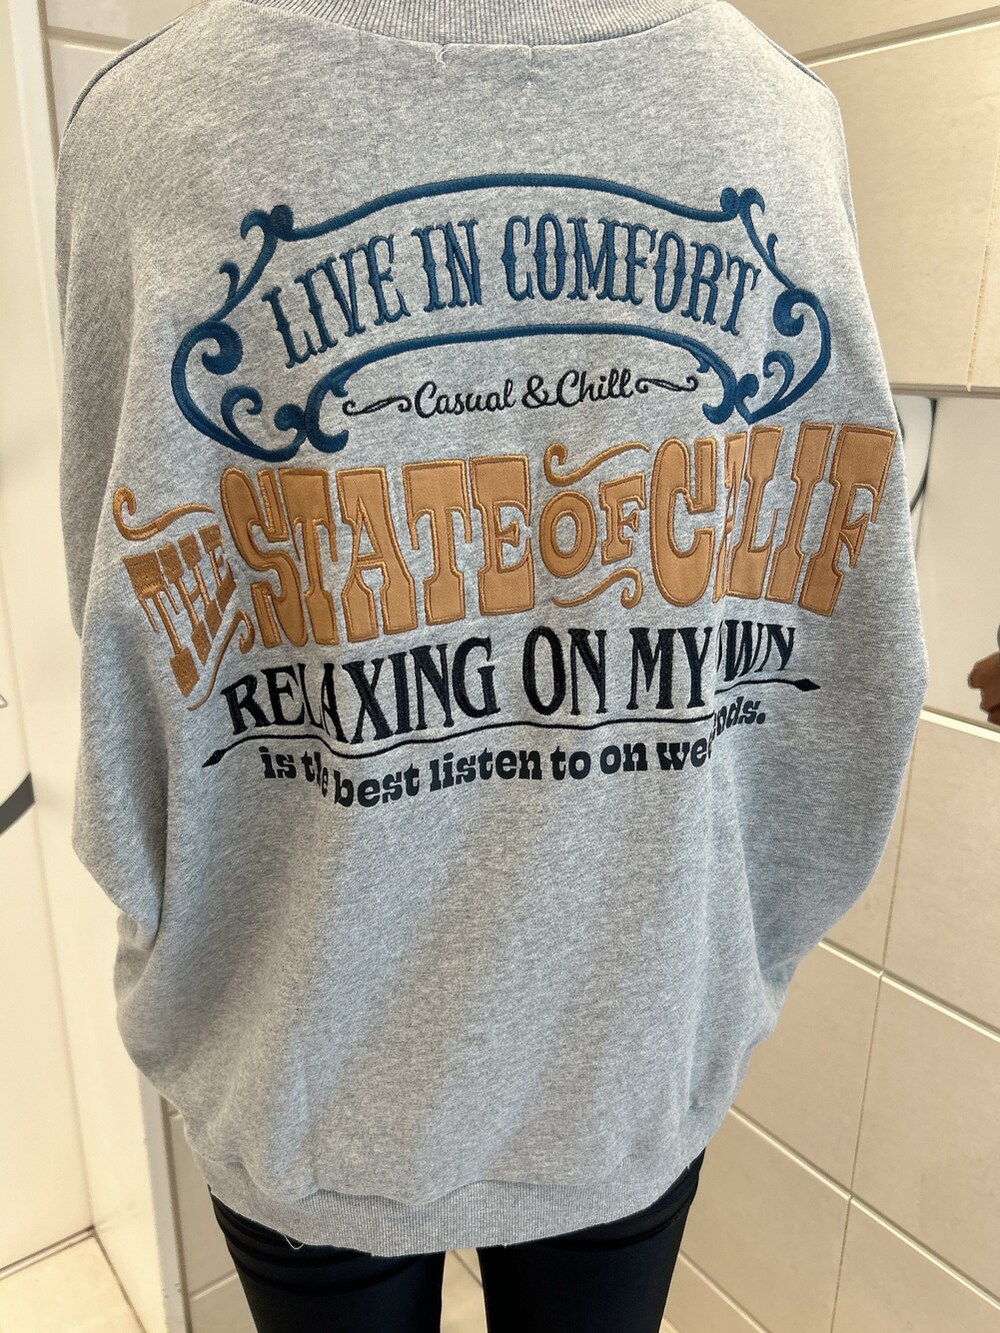 LIVE IN COMFORT
Casual & Chill
THE STATE OF CALIF
RELAXING ON MY OWN
is the best listen to on